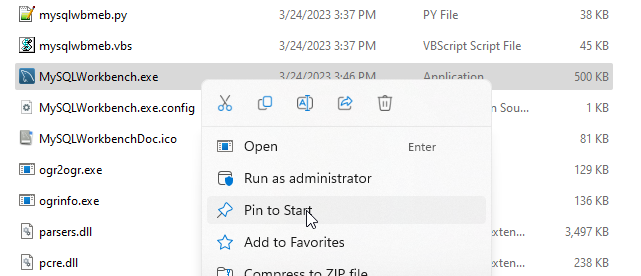 mysqlwbmeb.py 3/24/2023 3:37 PM PY File 38 KB
mysqlwbmeb.vbs 3/24/2023 3:37 PM VBScript Script File 45 KB
MySQLWorkbench.exe 3/24/2023 3:46 PM Application 500 KB
MySQLWorkbench.exe.config n Sou... 1 KB
MySQLWorkbenchDoc.ico 81 KB
Open Enter
ogr2ogr.exe 129 KB
Run as administrator
ogrinfo.exe 136 KB
Pin to Start
parsers.dll xten... 3,497 KB
Add to Favorites
pcre.dll xten... 238 KB
Compress to ZIP file